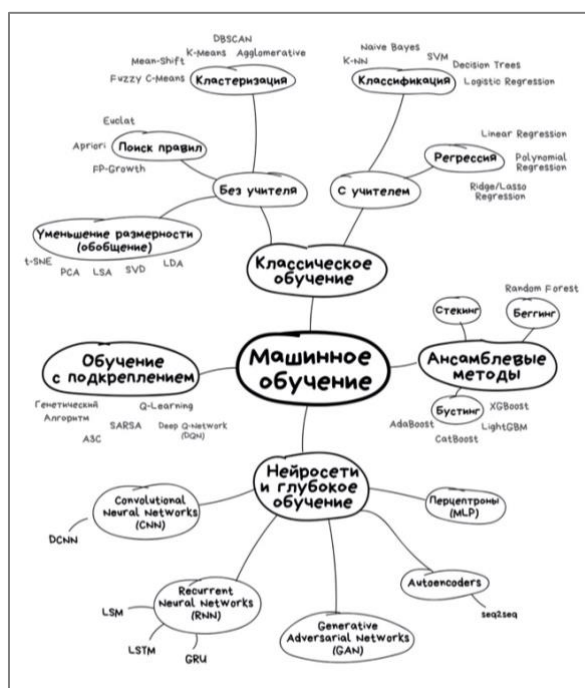 DBSCAN
K-Means
Agglomerative
Mean-Shift
Fuzzy C-Means
Кластеризация
Naive Bayes
K-NN
SVM
Decision Trees
Logistic Regression
Классификация
Euclat
Apriori
Поиск правил
FP-Growth
Linear Regression
Регрессия
Polynomial
Regression
Ridge/Lasso
Regression
Без учителя
С учителем
Уменьшение размерности
(обобщение)
t-SNE
PCA
LSA
SVD
LDA
Классическое
обучение
Random Forest
Стекинг
Беггинг
Машинное
обучение
Обучение
с подкреплением
Ансамблевые
методы
Генетический
Алгоритм
Q-Learning
SARSA
Deep Q-Network
(DQN)
A3C
Бустинг
XGBoost
AdaBoost
LightGBM
CatBoost
Нейросети
и глубокое
обучение
Convolutional
Neural Networks
(CNN)
DCNN
Перцептроны
(MLP)
Autoencoders
seq2seq
Recurrent
Neural Networks
(RNN)
LSM
LSTM
GRU
Generative
Adversarial Networks
(GAN)